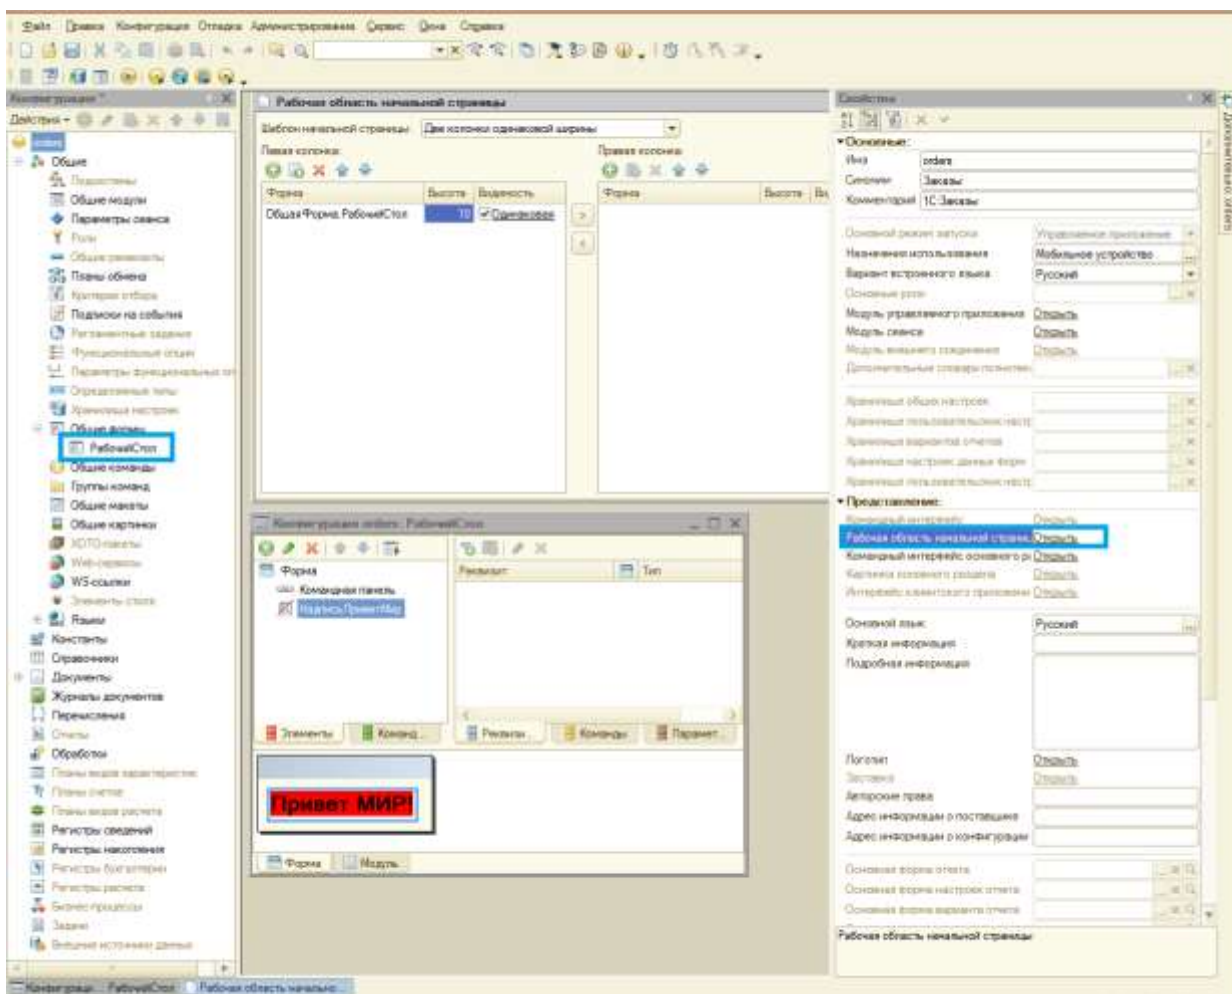 Файл Правка Конфигурация Отладка Администрирование Сервис Окна Справка
Конфигурация *
Действия
orders
Общие
Подсистемы
Общие модули
Параметры сеанса
Роли
Общие реквизиты
Планы обмена
Критерии отбора
Подписки на события
Регламентные задания
Функциональные опции
Параметры функциональных оп
Определяемые типы
Хранилища настроек
Общие формы
РабочийСтол
Общие команды
Группы команд
Общие макеты
Общие картинки
XDTO-пакеты
Web-сервисы
WS-ссылки
Элементы стиля
Языки
Константы
Справочники
Документы
Журналы документов
Перечисления
Отчеты
Обработки
Планы видов характеристик
Планы счетов
Планы видов расчета
Регистры сведений
Регистры накопления
Регистры бухгалтерии
Регистры расчета
Бизнес-процессы
Задачи
Внешние источники данных
Рабочая область начальной страницы
Шаблон начальной страницы: Две колонки одинаковой ширины
Левая колонка:
Правая колонка:
Форма Высота Видимость
Форма Высота Ви
ОбщаяФорма.РабочийСтол 10 Одинаковая
Конфигурация orders: РабочийСтол
Форма
Командная панель
НадписьПриветМир
Реквизит Тип
Элементы Команд...
Реквизи... Команды Парамет...
Привет МИР!
Форма Модуль
Свойства
Основные:
Имя orders
Синоним Заказы
Комментарий 1С:Заказы
Основной режим запуска Управляемое приложение
Назначения использования Мобильное устройство
Вариант встроенного языка Русский
Основные роли
Модуль управляемого приложения Открыть
Модуль сеанса Открыть
Модуль внешнего соединения Открыть
Дополнительные словари полнотекс
Хранилище общих настроек
Хранилище пользовательских настр
Хранилище вариантов отчетов
Хранилище настроек данных форм
Хранилище пользовательских настр
Представление:
Командный интерфейс Открыть
Рабочая область начальной страниц Открыть
Командный интерфейс основного р Открыть
Картинка основного раздела Открыть
Интерфейс клиентского приложени Открыть
Основной язык Русский
Краткая информация
Подробная информация
Логотип Открыть
Заставка Открыть
Авторские права
Адрес информации о поставщике
Адрес информации о конфигурации
Основная форма отчета
Основная форма настроек отчета
Основная форма варианта отчета
Рабочая область начальной страницы
Дополнительно: orders
Конфигураци...: РабочийСтол
Рабочая область начально...